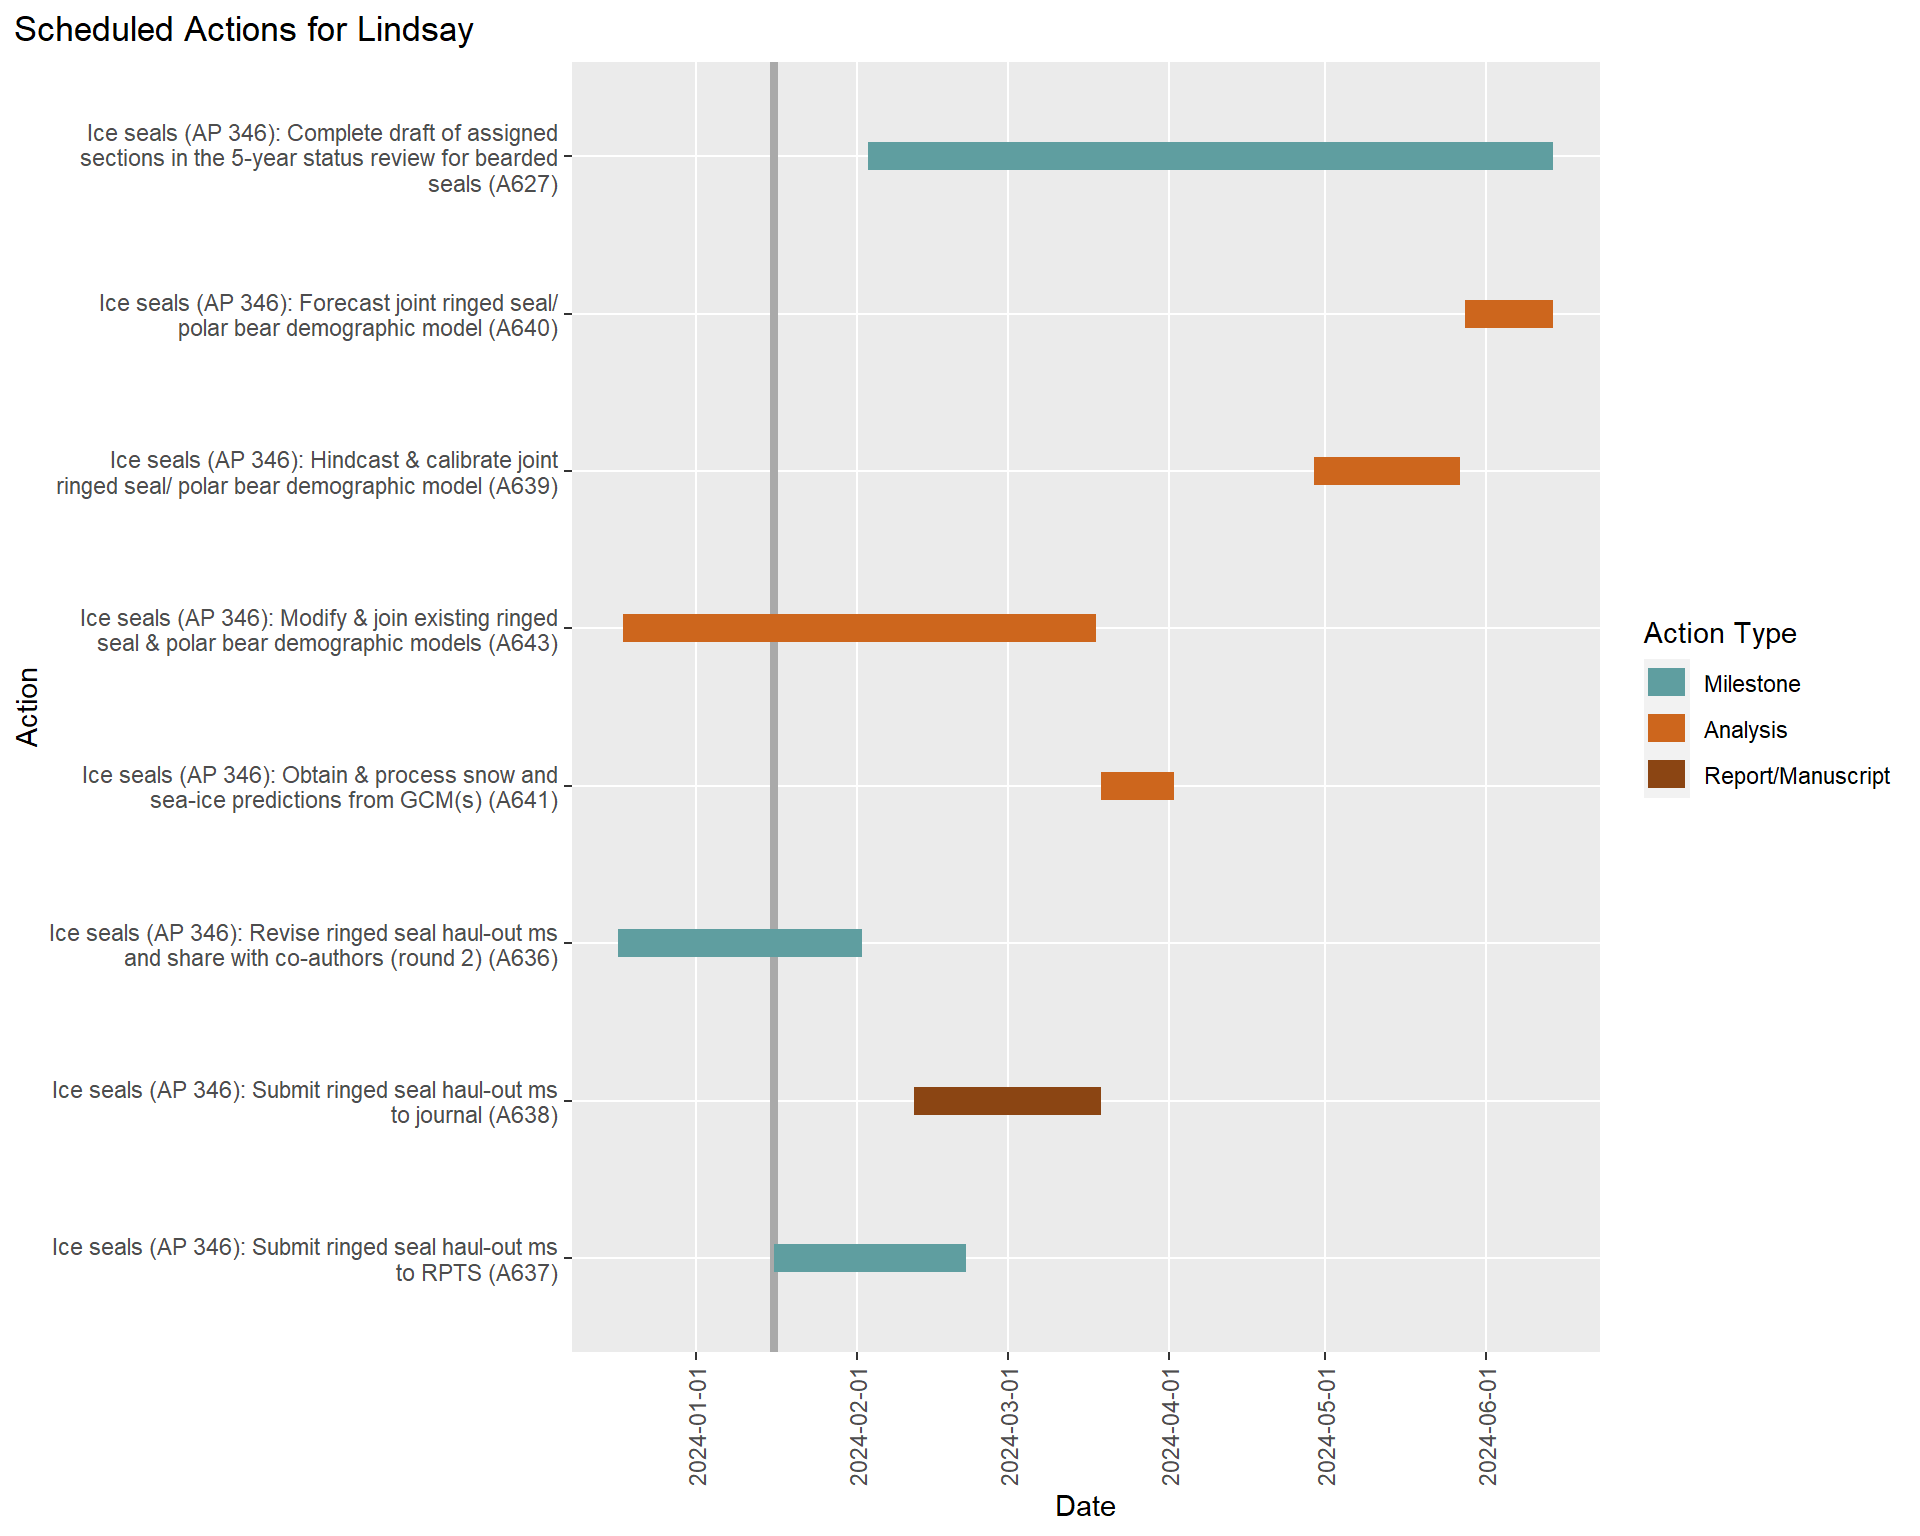 Scheduled Actions for Lindsay
Ice seals (AP 346): Complete draft of assigned
sections in the 5-year status review for bearded
seals (A627)
Ice seals (AP 346): Forecast joint ringed seal/
polar bear demographic model (A640)
Ice seals (AP 346): Hindcast & calibrate joint
ringed seal/ polar bear demographic model (A639)
Ice seals (AP 346): Modify & join existing ringed
seal & polar bear demographic models (A643)
Ice seals (AP 346): Obtain & process snow and
sea-ice predictions from GCM(s) (A641)
Ice seals (AP 346): Revise ringed seal haul-out ms
and share with co-authors (round 2) (A636)
Ice seals (AP 346): Submit ringed seal haul-out ms
to journal (A638)
Ice seals (AP 346): Submit ringed seal haul-out ms
to RPTS (A637)
Action
2024-01-01
2024-02-01
2024-03-01
2024-04-01
2024-05-01
2024-06-01
Date
Action Type
Milestone
Analysis
Report/Manuscript